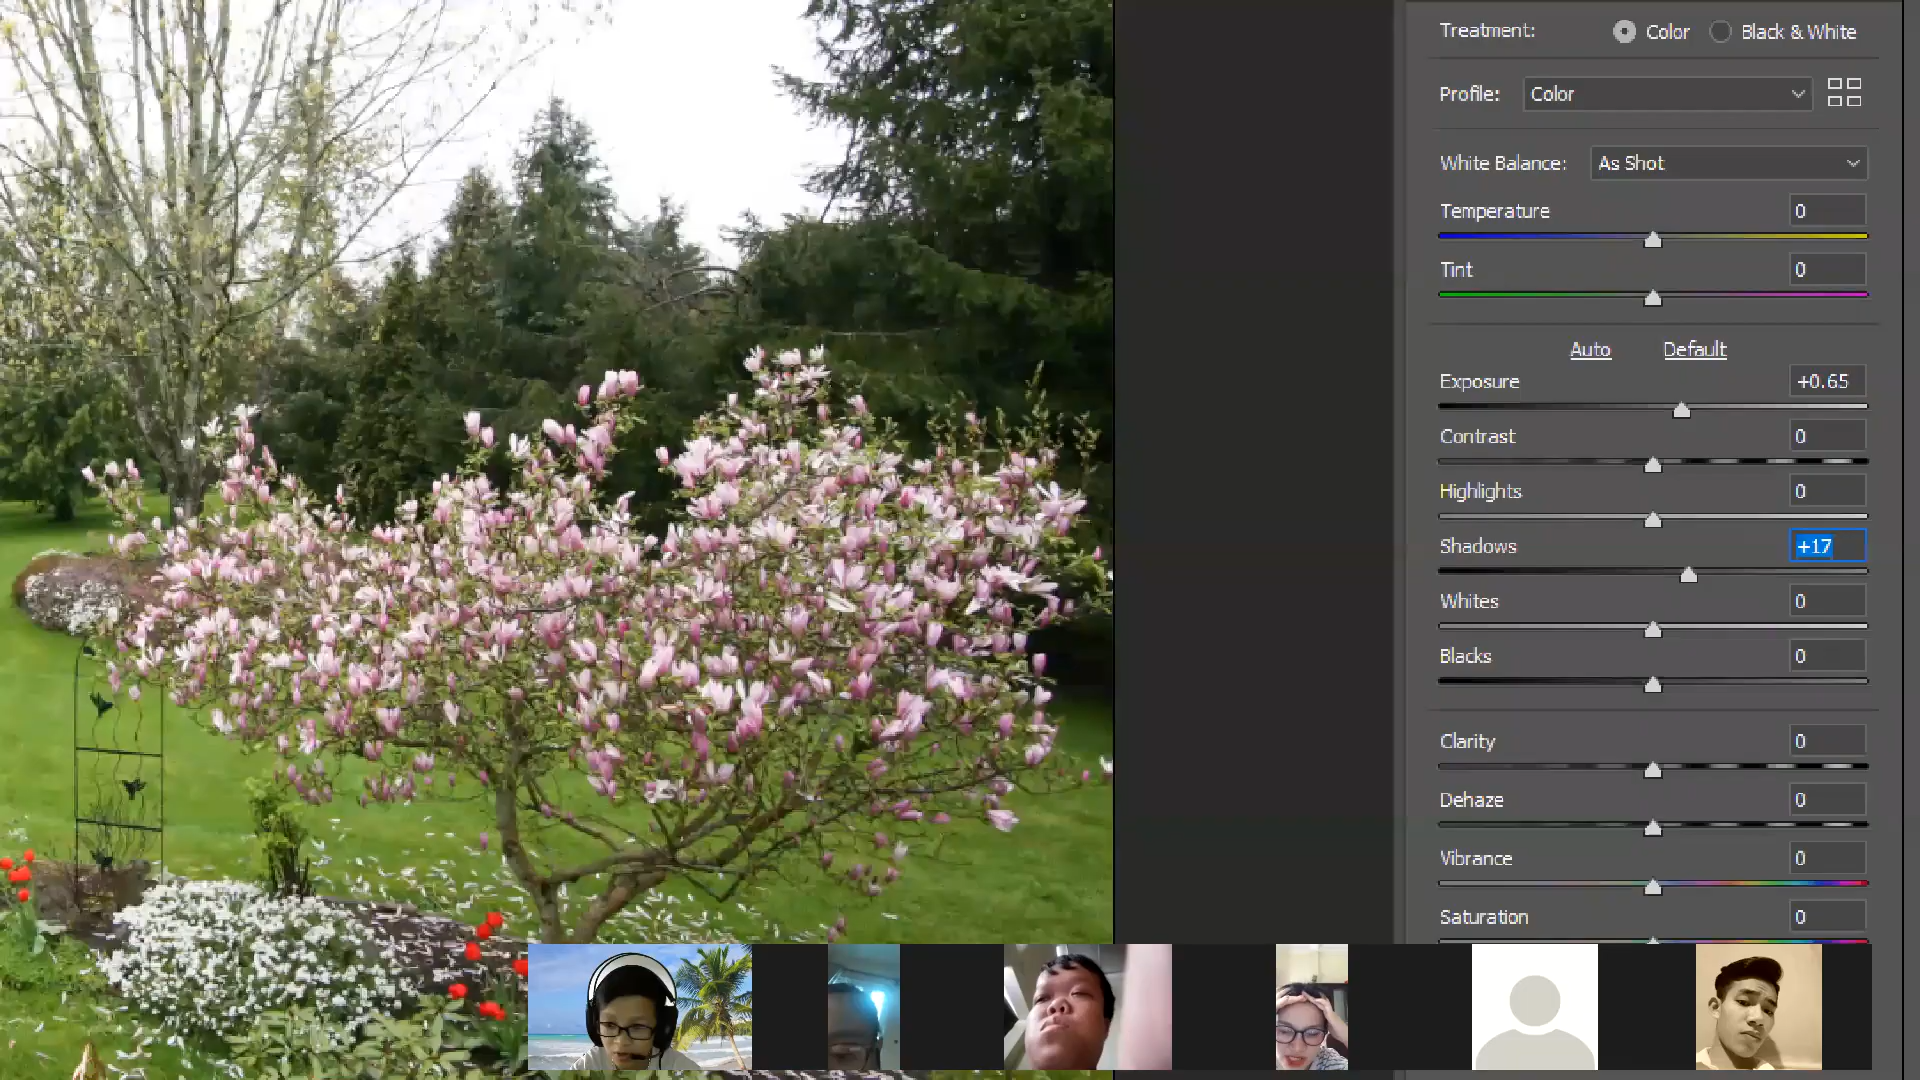 Treatment: Color Black & White
Profile: Color
White Balance: As Shot
Temperature 0
Tint 0
Auto Default
Exposure +0.65
Contrast 0
Highlights 0
Shadows +17
Whites 0
Blacks 0
Clarity 0
Dehaze 0
Vibrance 0
Saturation 0